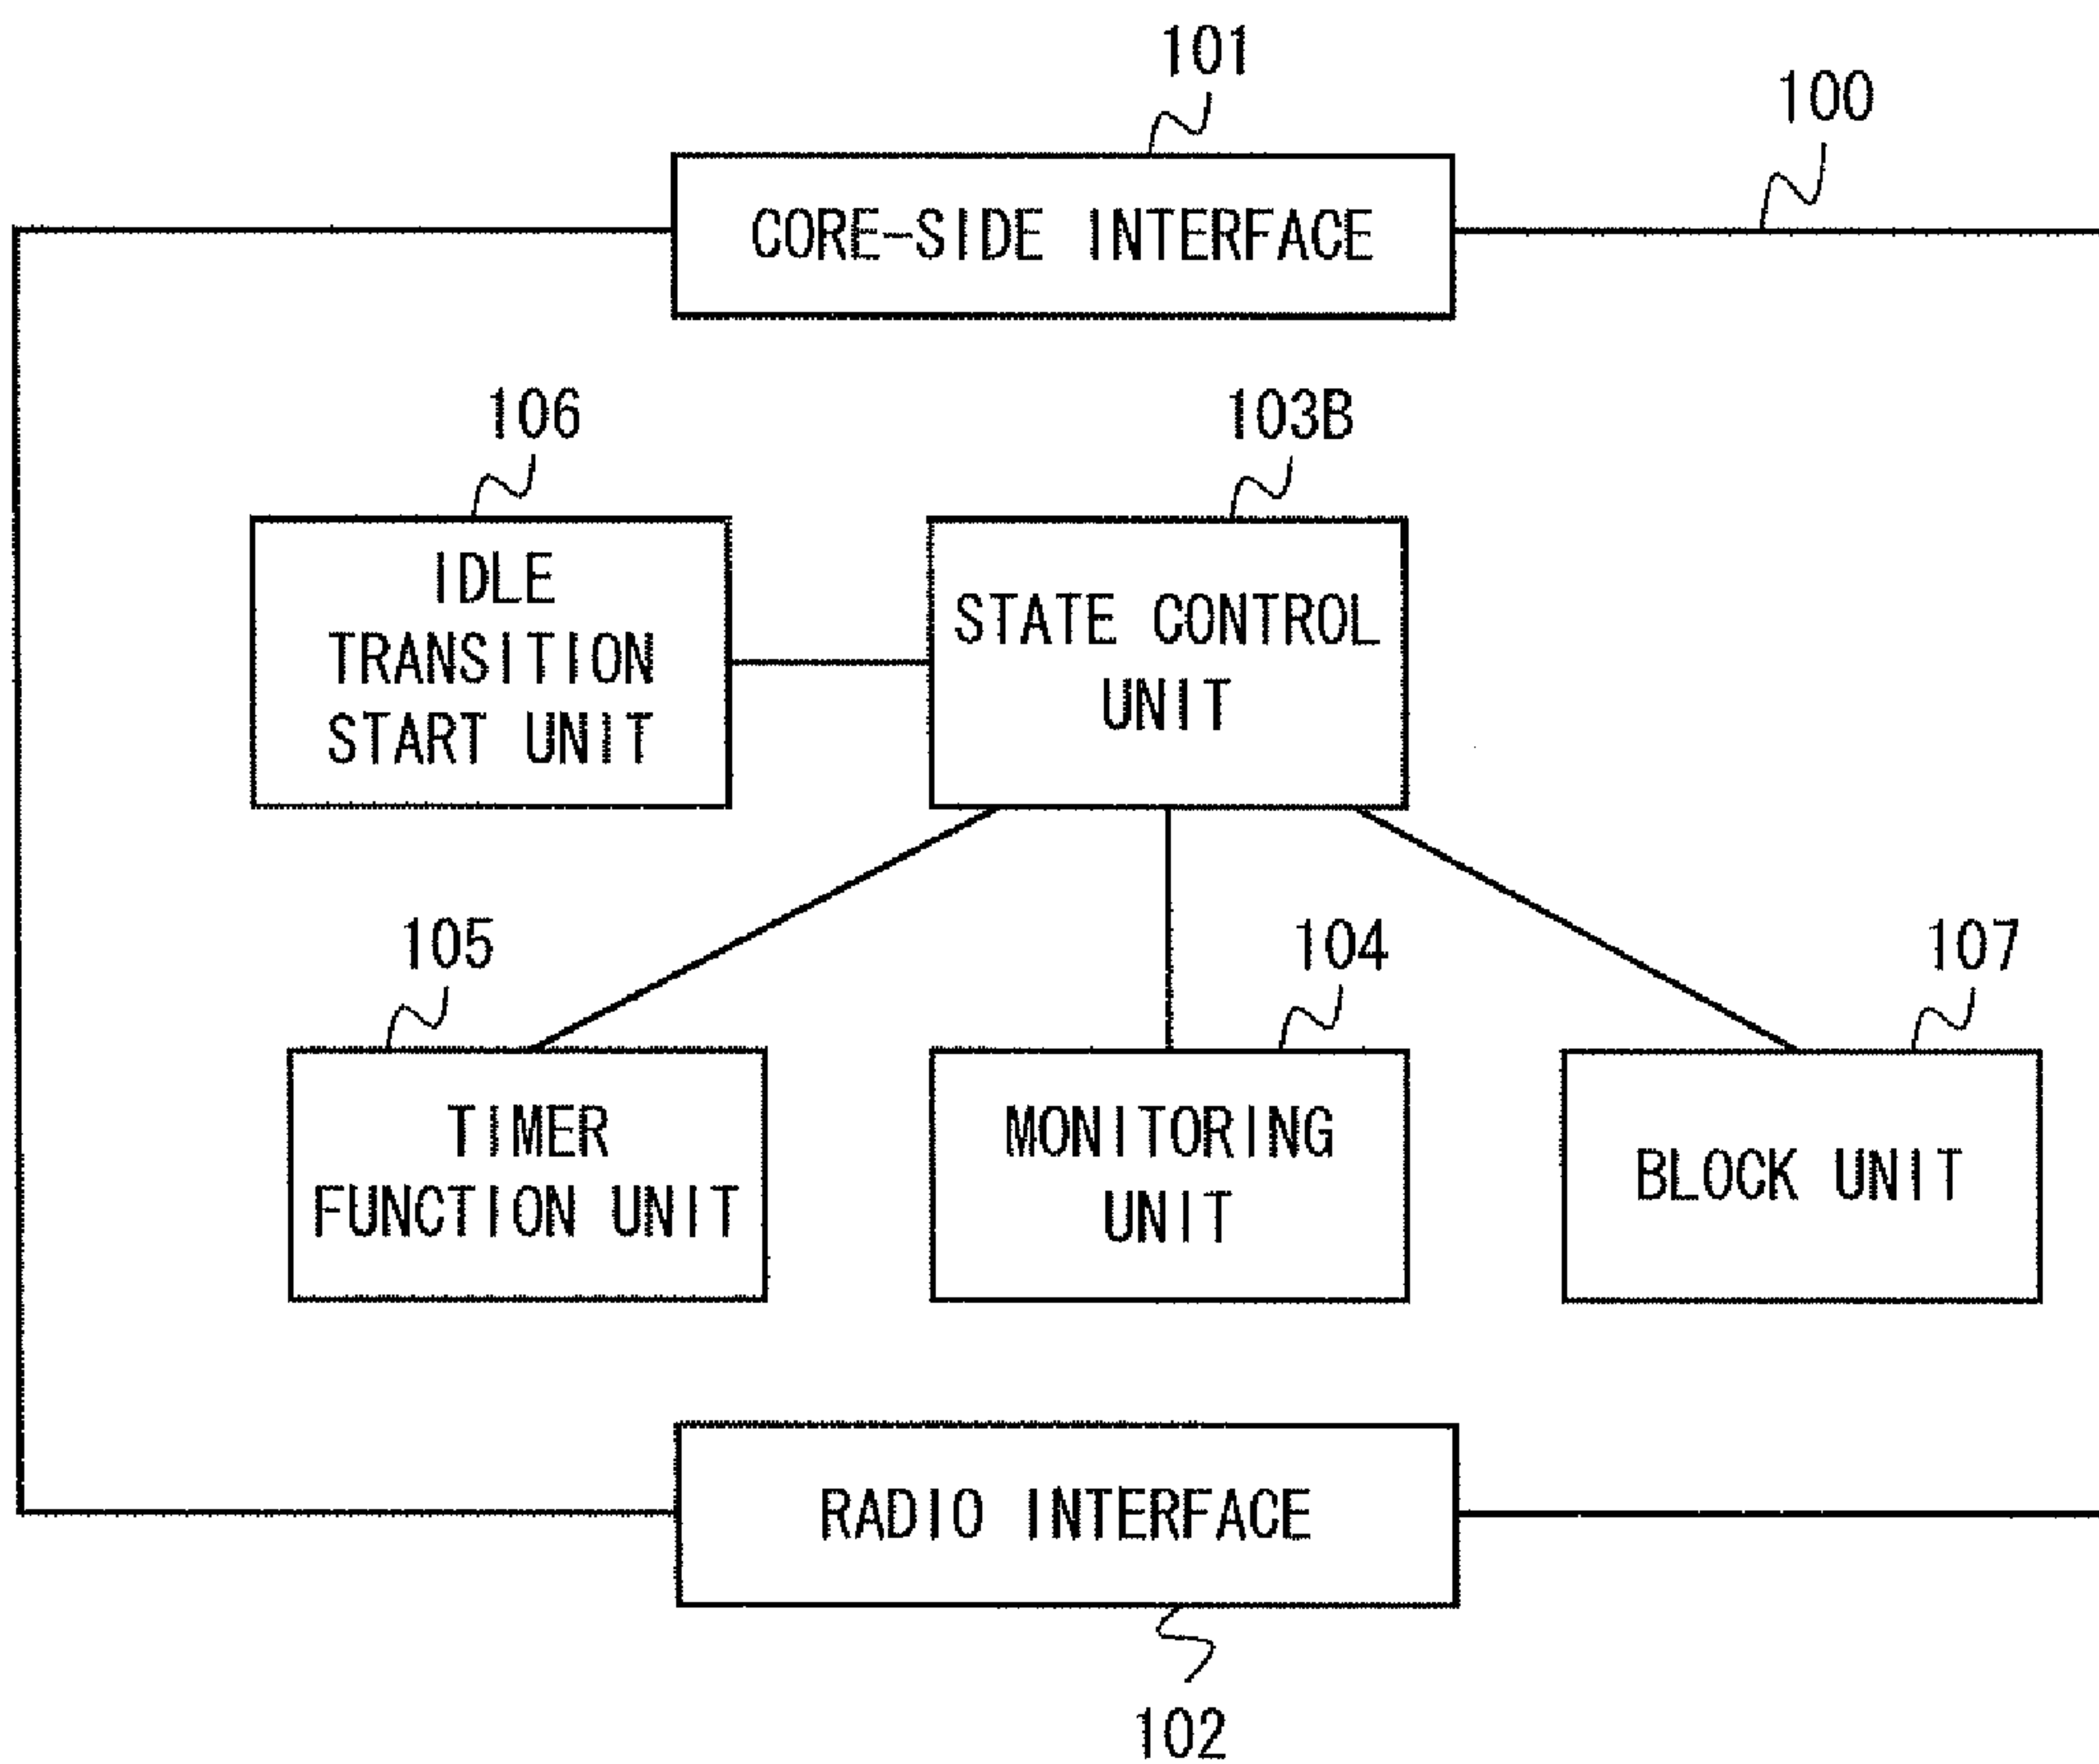 101
100
CORE-SIDE INTERFACE
106
103B
IDLE
TRANSITION
START UNIT
STATE CONTROL
UNIT
105
104
107
TIMER
FUNCTION UNIT
MONITORING
UNIT
BLOCK UNIT
RADIO INTERFACE
102